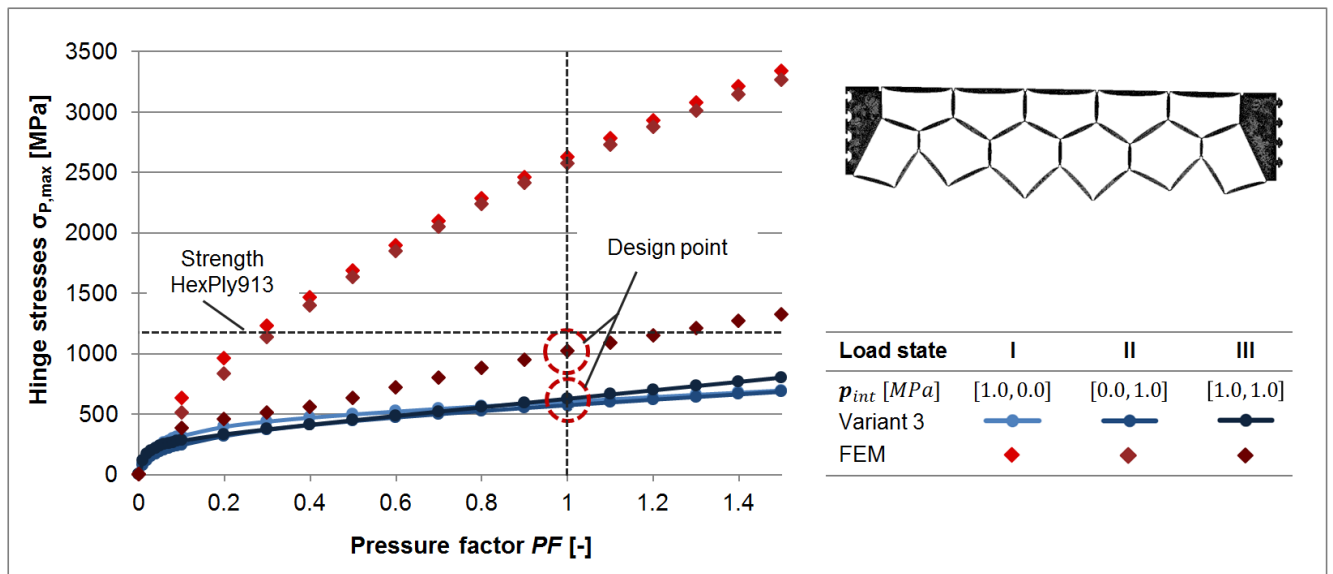 Hinge stresses σP,max [MPa]
3500
3000
2500
2000
1500
1000
500
0
0
0.2
0.4
0.6
0.8
1
1.2
1.4
Pressure factor PF [-]
Strength
HexPly913
Design point
Load state I II III
p_int [MPa] [1.0, 0.0] [0.0, 1.0] [1.0, 1.0]
Variant 3
FEM